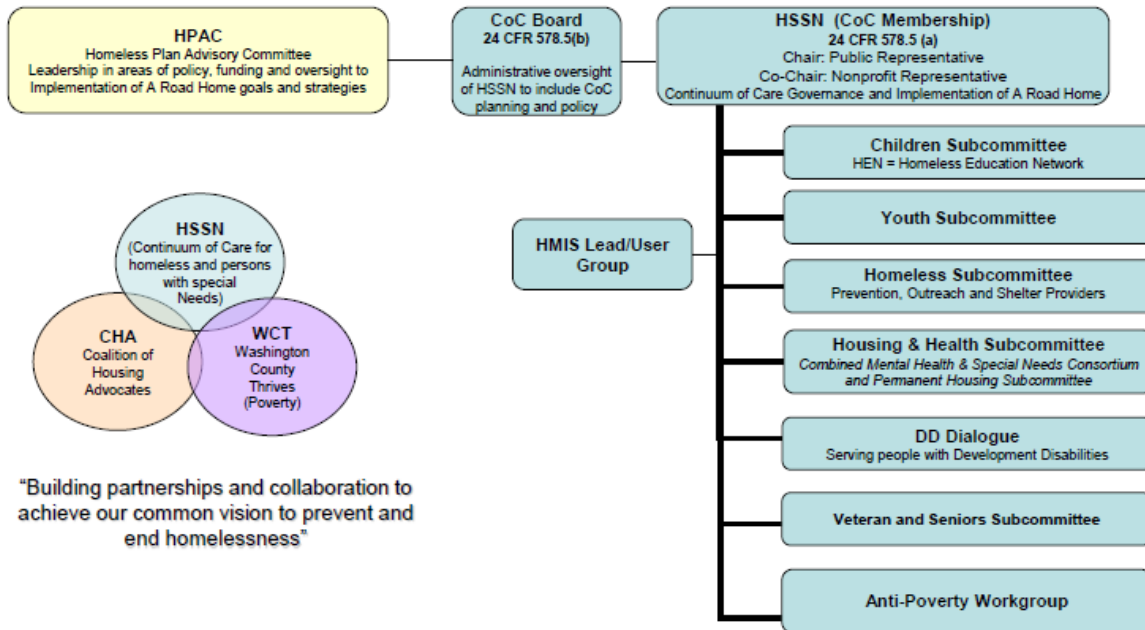 HPAC
Homeless Plan Advisory Committee
Leadership in areas of policy, funding and oversight to
Implementation of A Road Home goals and strategies
CoC Board
24 CFR 578.5(b)
Administrative oversight
of HSSN to include CoC
planning and policy
HSSN (CoC Membership)
24 CFR 578.5 (a)
Chair: Public Representative
Co-Chair: Nonprofit Representative
Continuum of Care Governance and Implementation of A Road Home
Children Subcommittee
HEN = Homeless Education Network
Youth Subcommittee
HMIS Lead/User
Group
Homeless Subcommittee
Prevention, Outreach and Shelter Providers
Housing & Health Subcommittee
Combined Mental Health & Special Needs Consortium
and Permanent Housing Subcommittee
DD Dialogue
Serving people with Development Disabilities
Veteran and Seniors Subcommittee
Anti-Poverty Workgroup
HSSN
(Continuum of Care for
homeless and persons
with special
Needs)
CHA
Coalition of
Housing
Advocates
WCT
Washington
County
Thrives
(Poverty)
“Building partnerships and collaboration to
achieve our common vision to prevent and
end homelessness”